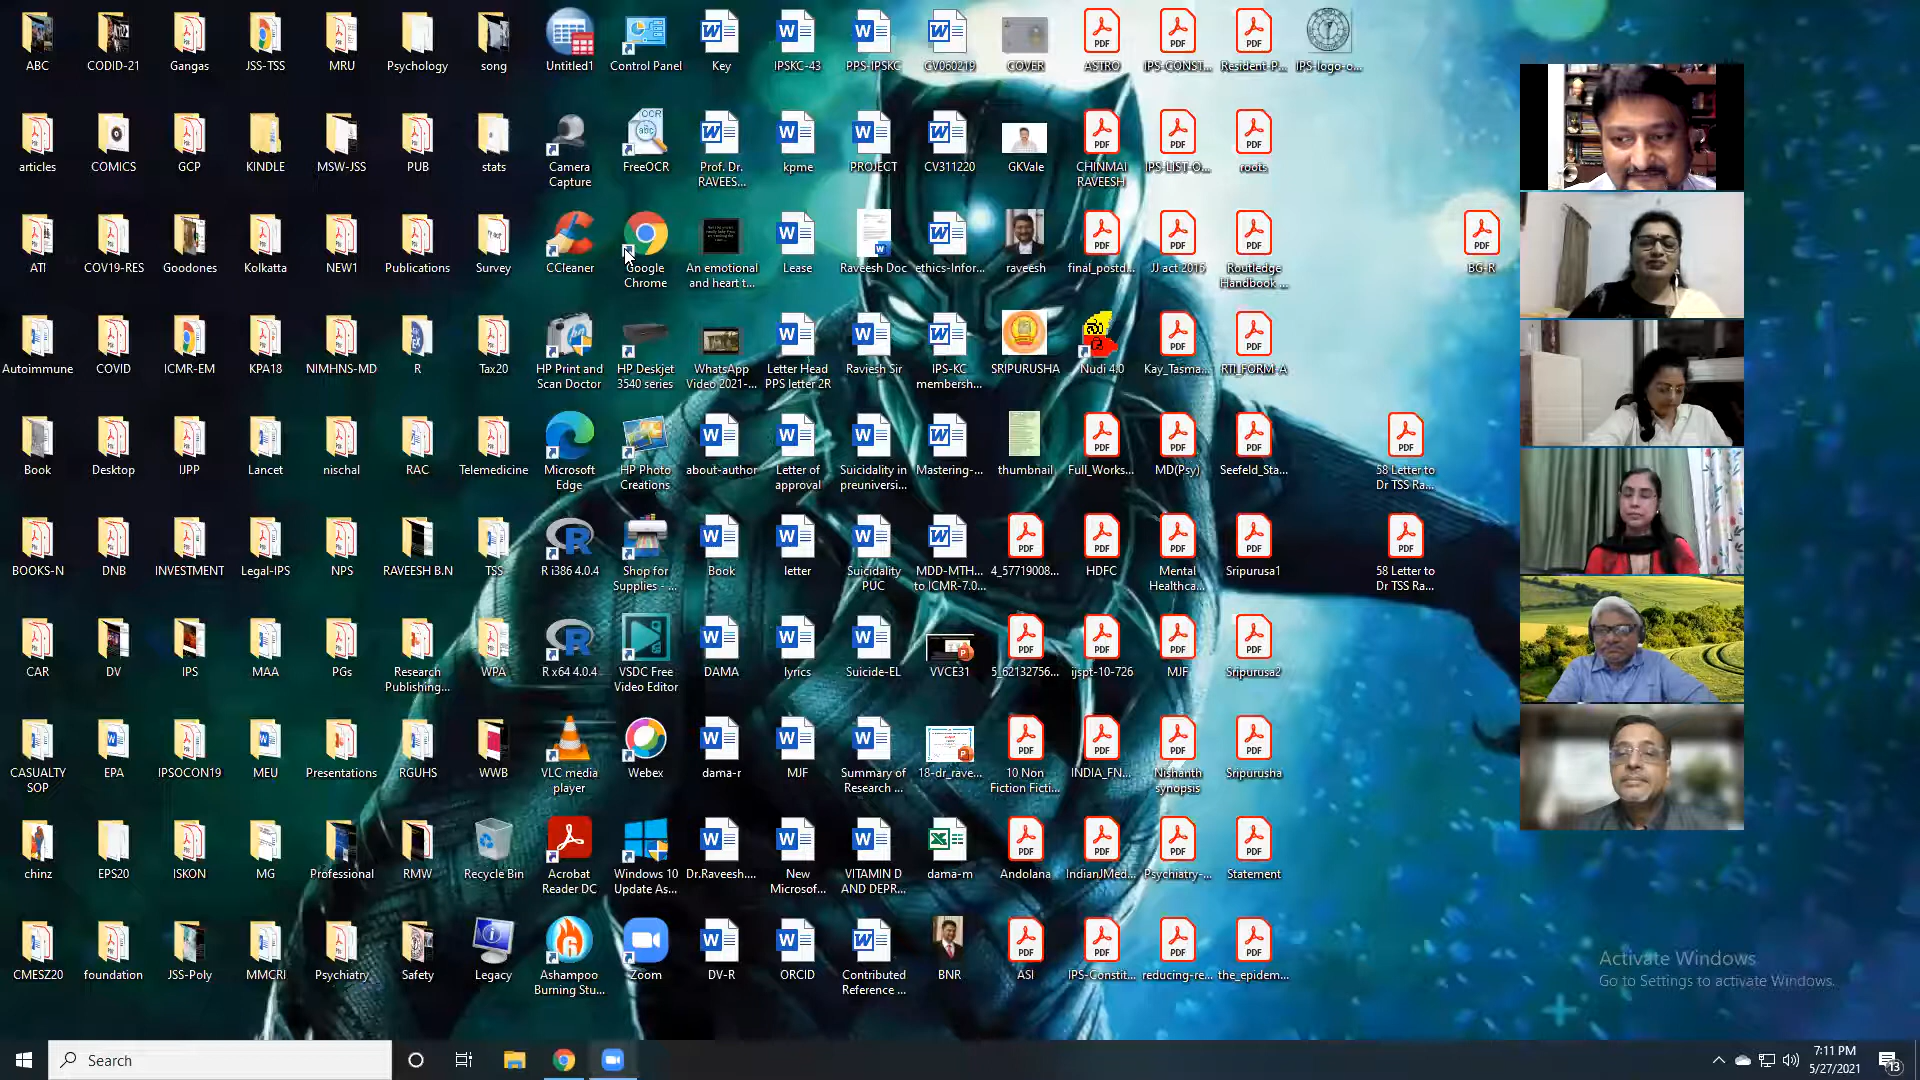 ABC CODID-21 Gangas JSS-TSS MRU Psychology song Untitled1 Control Panel Key IPSKC-43 PPS-IPSKC CV060219 COVER ASTRO IPS-CONST... Resident-P... IPS-logo-o...
articles COMICS GCP KINDLE MSW-JSS PUB stats Camera Capture FreeOCR Prof. Dr. RAVEES... kpme PROJECT CV311220 GKVale CHINMAI RAVEESH IPS-LIST-O... roots
ATI COV19-RES Goodones Kolkatta NEW1 Publications Survey CCleaner Google Chrome An emotional and heart t... Lease Raveesh Doc ethics-Infor... raveesh final_postd... JJ act 2015 Routledge Handbook ... BG-R
Autoimmune COVID ICMR-EM KPA18 NIMHNS-MD R Tax20 HP Print and Scan Doctor HP Deskjet 3540 series WhatsApp Video 2021-... Letter Head PPS letter 2R Raviesh Sir IPS-KC membersh... SRIPURUSHA Nudi 4.0 Kay_Tasma... RTI_FORM-A
Book Desktop IJPP Lancet nischal RAC Telemedicine Microsoft Edge HP Photo Creations about-author Letter of approval Suicidality in preuniversi... Mastering-... thumbnail Full_Works... MD(Psy) Seefeld_Sta... 58 Letter to Dr TSS Ra...
BOOKS-N DNB INVESTMENT Legal-IPS NPS RAVEESH B.N TSS R i386 4.0.4 Shop for Supplies - ... Book letter Suicidality PUC MDD-MTH... to ICMR-7.0... 4_57719008... HDFC Mental Healthca... Sripurusa1 58 Letter to Dr TSS Ra...
CAR DV IPS MAA PGs Research Publishing... WPA R x64 4.0.4 VSDC Free Video Editor DAMA lyrics Suicide-EL VVCE31 5_62132756... ijspt-10-726 MJF Sripurusa2
CASUALTY SOP EPA IPSOCON19 MEU Presentations RGUHS WWB VLC media player Webex dama-r MJF Summary of Research ... 18-dr_rave... 10 Non Fiction Ficti... INDIA_FN... Nishanth synopsis Sripurusha
chinz EPS20 ISKON MG Professional RMW Recycle Bin Acrobat Reader DC Windows 10 Update As... Dr.Raveesh.... New Microsof... VITAMIN D AND DEPR... dama-m Andolana IndianJMed... Psychiatry-... Statement
CMESZ20 foundation JSS-Poly MMCRI Psychiatry Safety Legacy Ashampoo Burning Stu... Zoom DV-R ORCID Contributed Reference ... BNR ASI IPS-Constit... reducing-re... the_epidem...
Activate Windows
Go to Settings to activate Windows.
Search
7:11 PM
5/27/2021
13